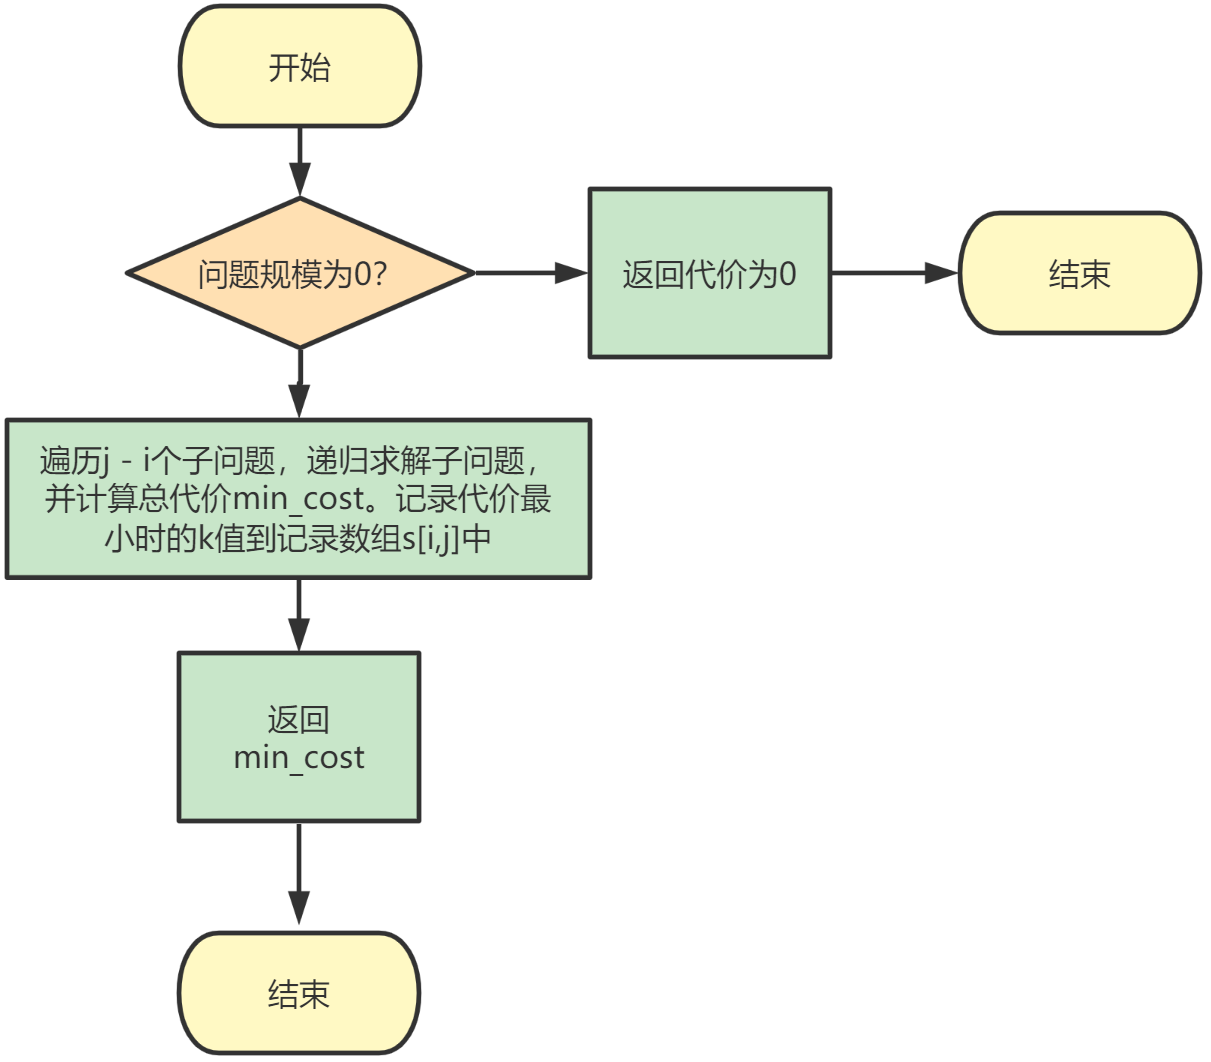 开始
问题规模为0?
返回代价为0
结束
遍历j - i个子问题，递归求解子问题，
并计算总代价min_cost。记录代价最
小时的k值到记录数组s[i,j]中
返回
min_cost
结束